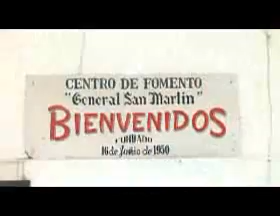 CENTRO DE FOMENTO
"General San Martin"
BIENVENIDOS
FUNDADO
16 de Junio de 1950